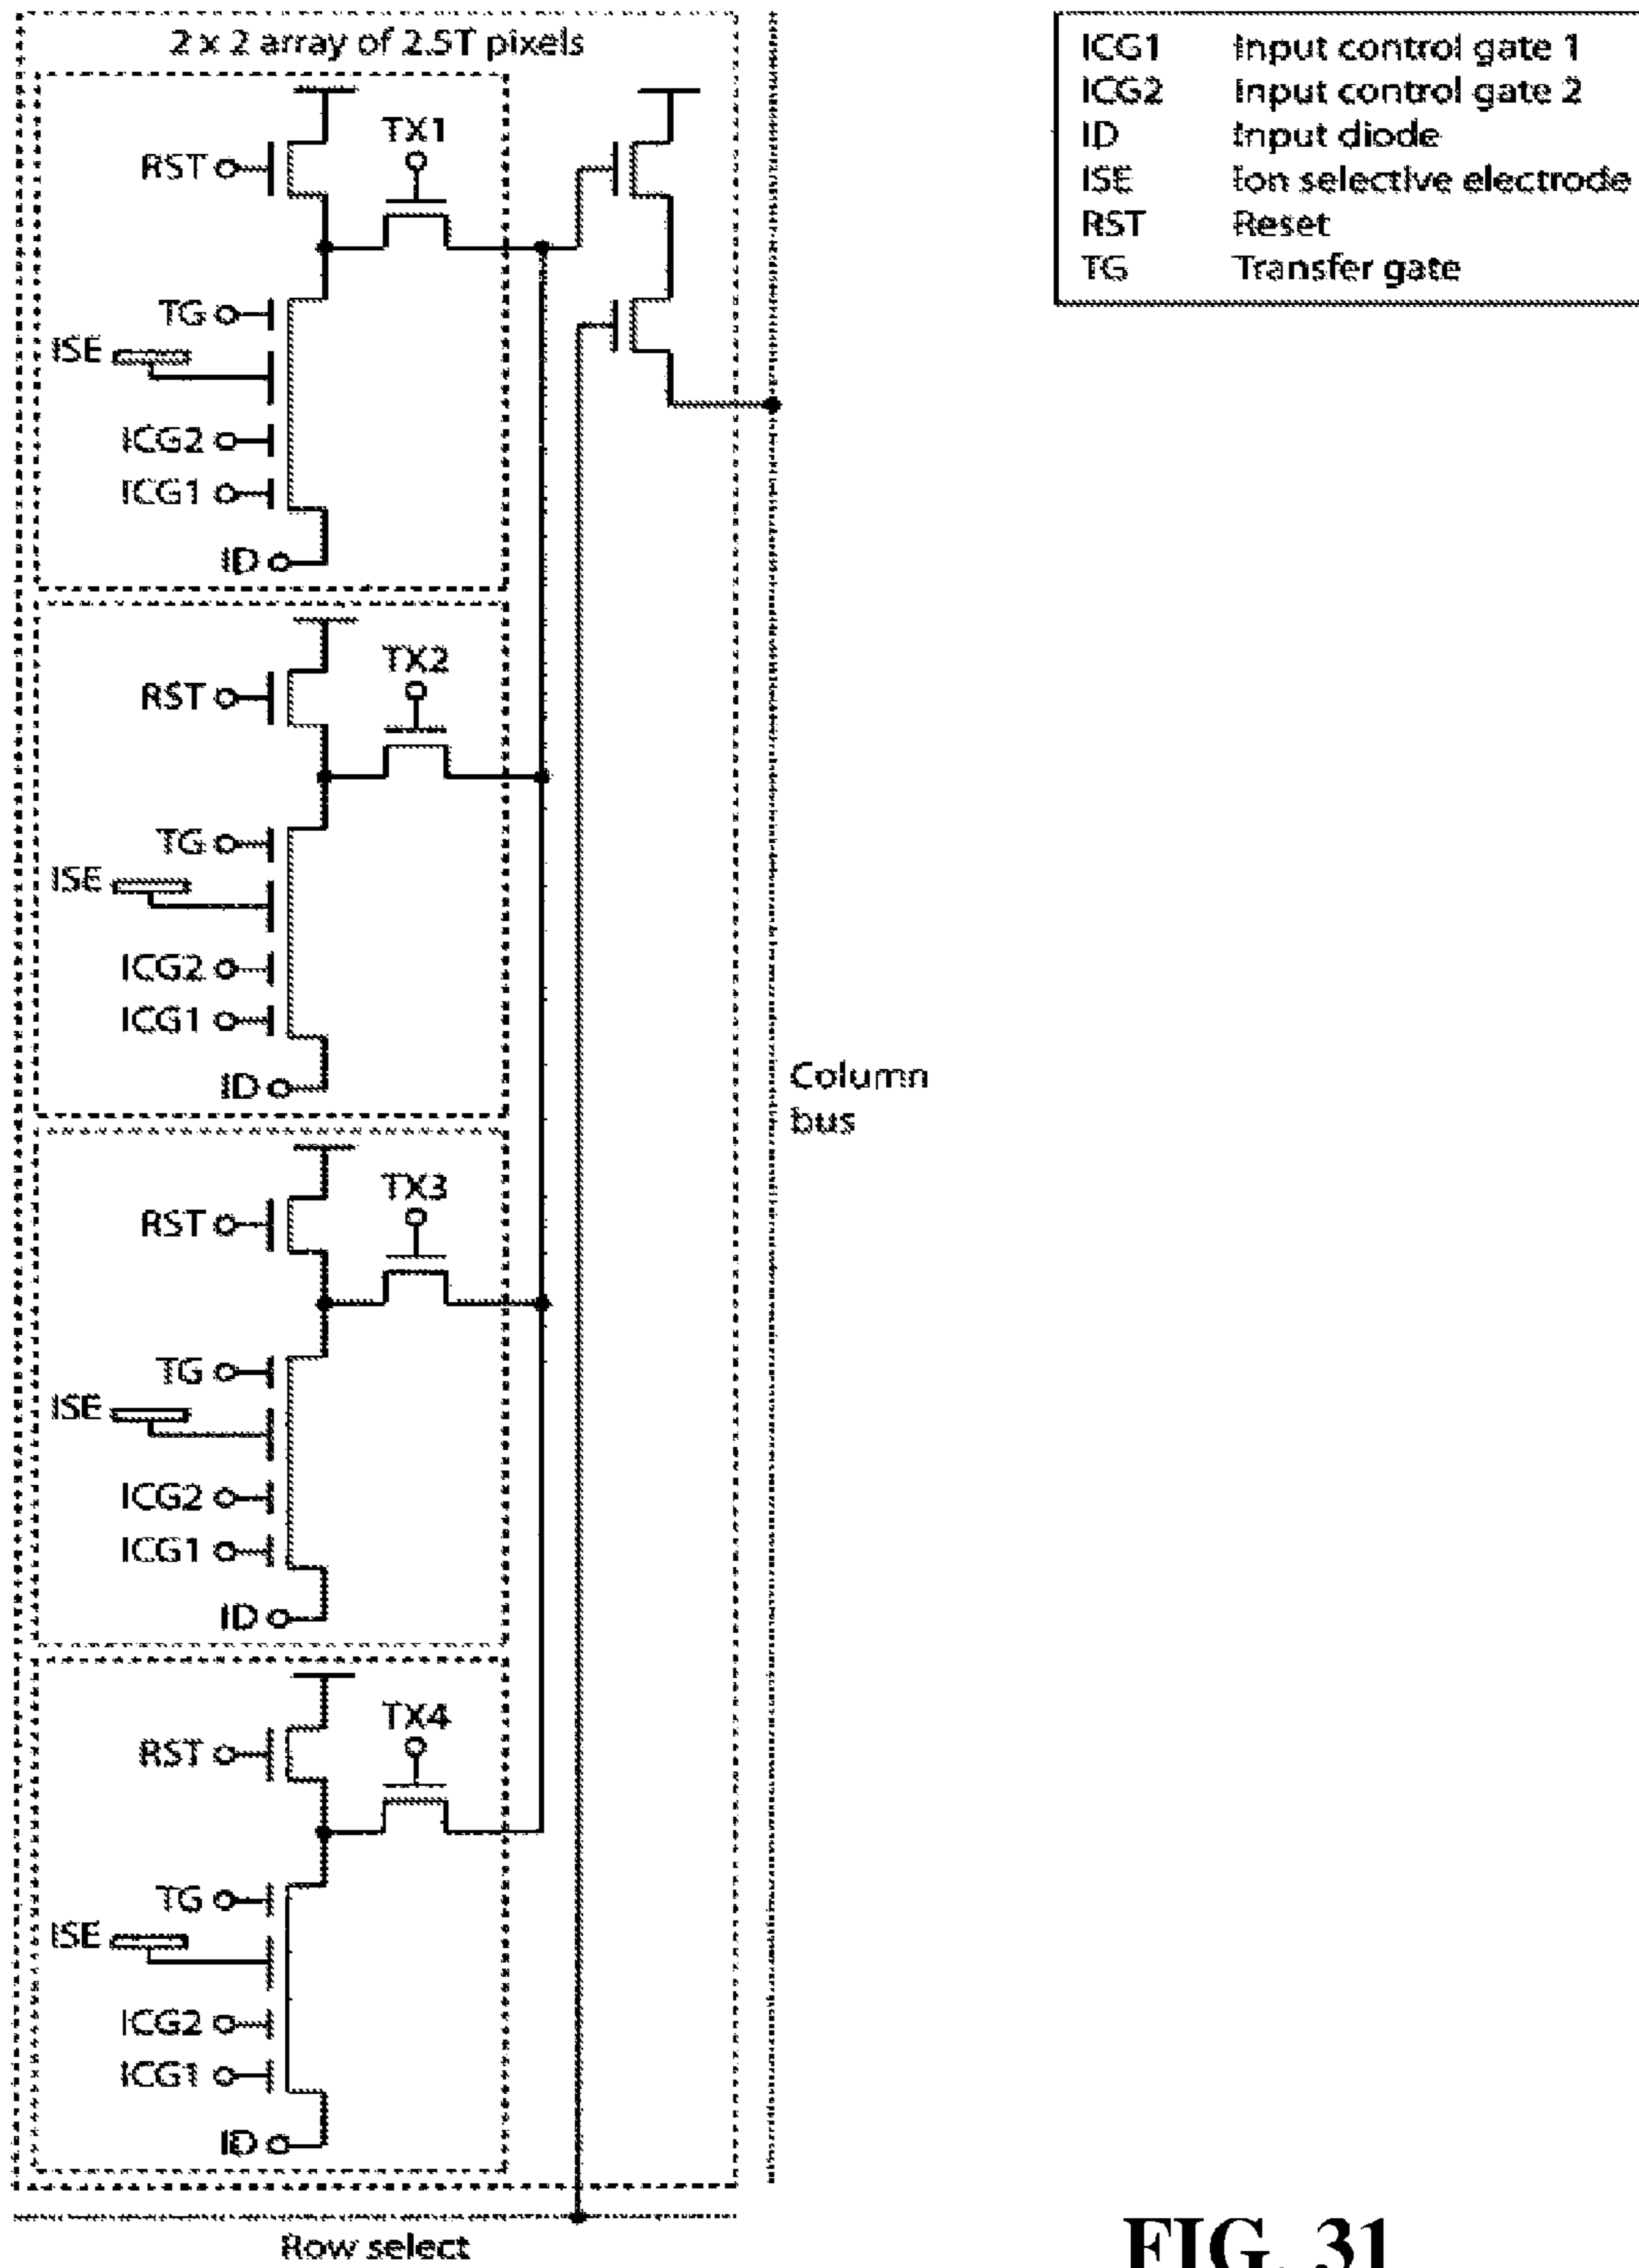 2 x 2 array of 2.5T pixels
RST
TX1
TG
ISE
ICG2
ICG1
ID
RST
TX2
TG
ISE
ICG2
ICG1
ID
RST
TX3
TG
ISE
ICG2
ICG1
ID
RST
TX4
TG
ISE
ICG2
ICG1
ID
Row select
Column
bus
ICG1 Input control gate 1
ICG2 Input control gate 2
ID Input diode
ISE Ion selective electrode
RST Reset
TG Transfer gate
FIG. 31